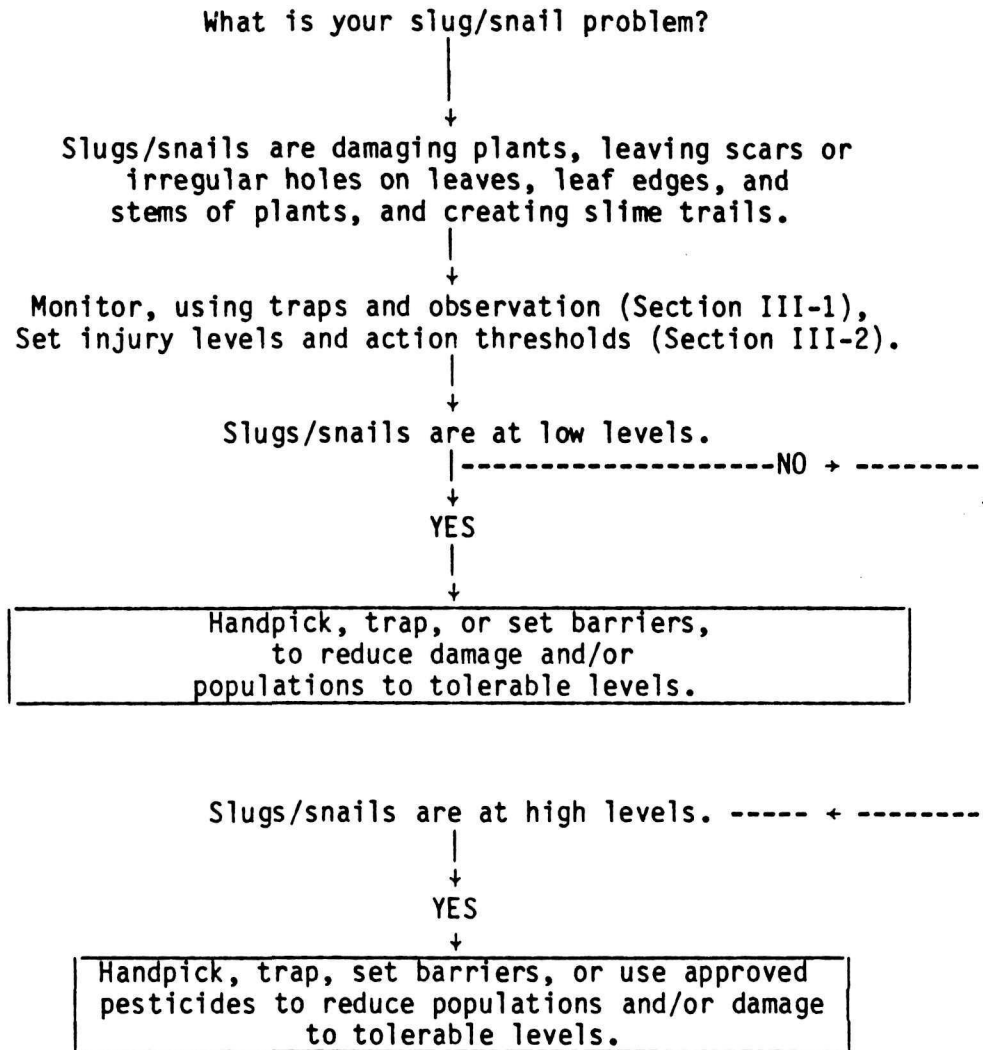 What is your slug/snail problem?
Slugs/snails are damaging plants, leaving scars or
irregular holes on leaves, leaf edges, and
stems of plants, and creating slime trails.
Monitor, using traps and observation (Section III-1),
Set injury levels and action thresholds (Section III-2).
Slugs/snails are at low levels.
NO
YES
Handpick, trap, or set barriers,
to reduce damage and/or
populations to tolerable levels.
Slugs/snails are at high levels.
YES
Handpick, trap, set barriers, or use approved
pesticides to reduce populations and/or damage
to tolerable levels.